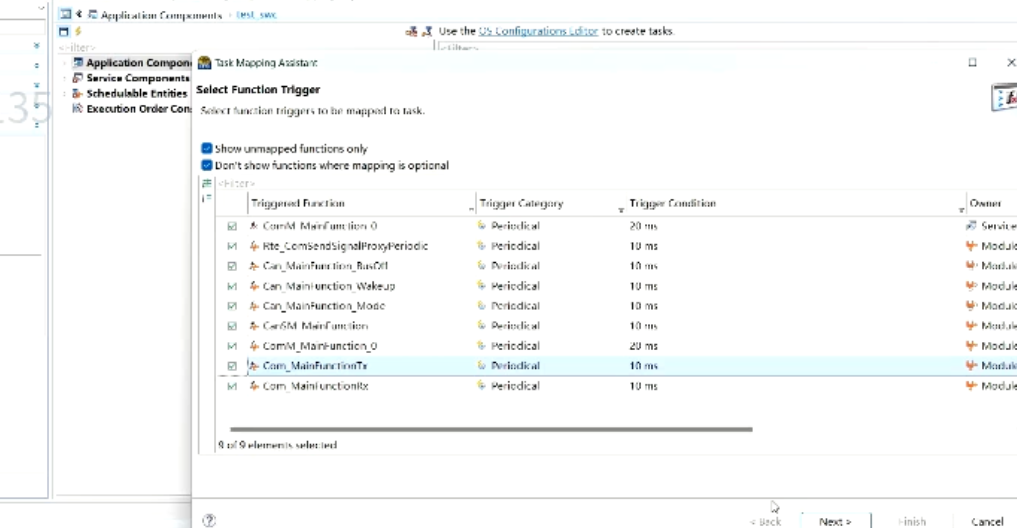 Application Components test_swc
Use the OS Configurations Editor to create tasks.
<Filter>
<Filter>
Application Compone
Service Components
Schedulable Entities
Execution Order Con
135
Task Mapping Assistant
Select Function Trigger
Select function triggers to be mapped to task.
Show unmapped functions only
Don't show functions where mapping is optional
<Filter>
Triggered Function Trigger Category Trigger Condition Owner
ComM_MainFunction_0 Periodical 20 ms Service
Rte_ComSendSignalProxyPeriodic Periodical 10 ms Module
Can_MainFunction_BusOff Periodical 10 ms Module
Can_MainFunction_Wakeup Periodical 10 ms Module
Can_MainFunction_Mode Periodical 10 ms Module
CanSM_MainFunction Periodical 10 ms Module
ComM_MainFunction_0 Periodical 20 ms Module
Com_MainFunctionTx Periodical 10 ms Module
Com_MainFunctionRx Periodical 10 ms Module
9 of 9 elements selected
< Back Next > Finish Cancel